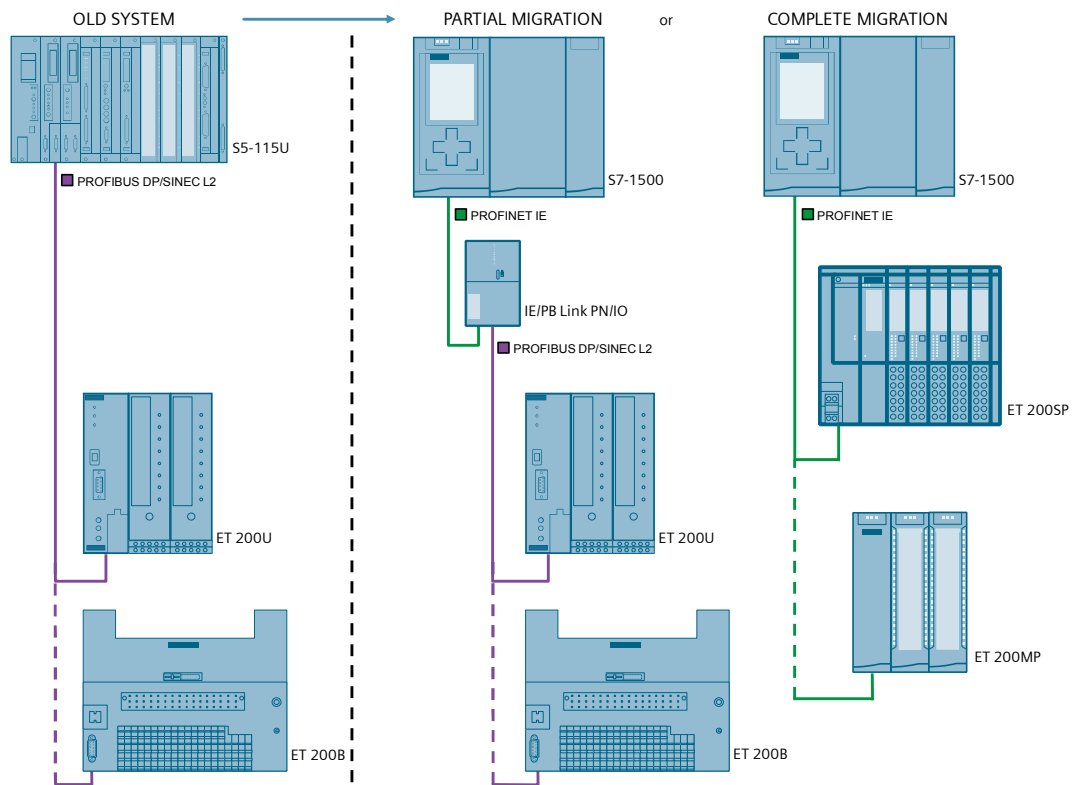 OLD SYSTEM
PARTIAL MIGRATION
or
COMPLETE MIGRATION
S5-115U
PROFIBUS DP/SINEC L2
S7-1500
PROFINET IE
IE/PB Link PN/IO
PROFIBUS DP/SINEC L2
S7-1500
PROFINET IE
ET 200SP
ET 200U
ET 200U
ET 200MP
ET 200B
ET 200B